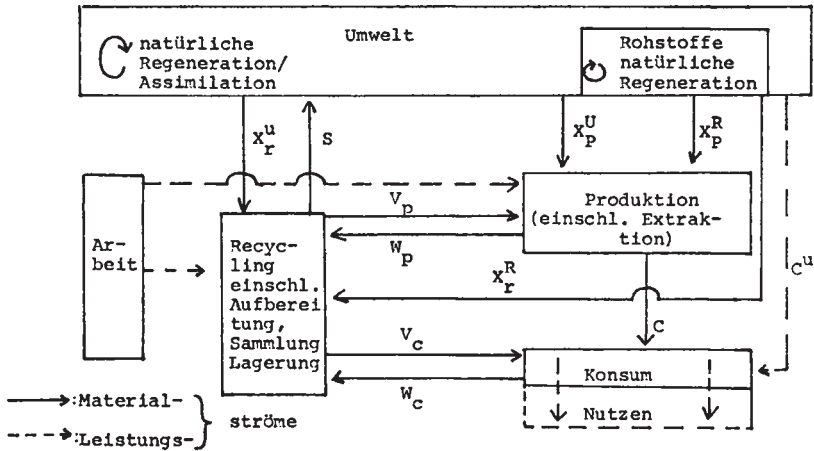 Umwelt
natürliche
Regeneration/
Assimilation
Rohstoffe
natürliche
Regeneration
X_r^u
S
X_p^U
X_p^R
Ar-
beit
V_p
W_p
Produktion
(einschl. Extrak-
tion)
Recyc-
ling
einschl.
Aufberei
tung,
Sammlung
Lagerung
X_r^R
C^u
C
V_c
W_c
Konsum
Nutzen
:Material-
:Leistungs-
ströme